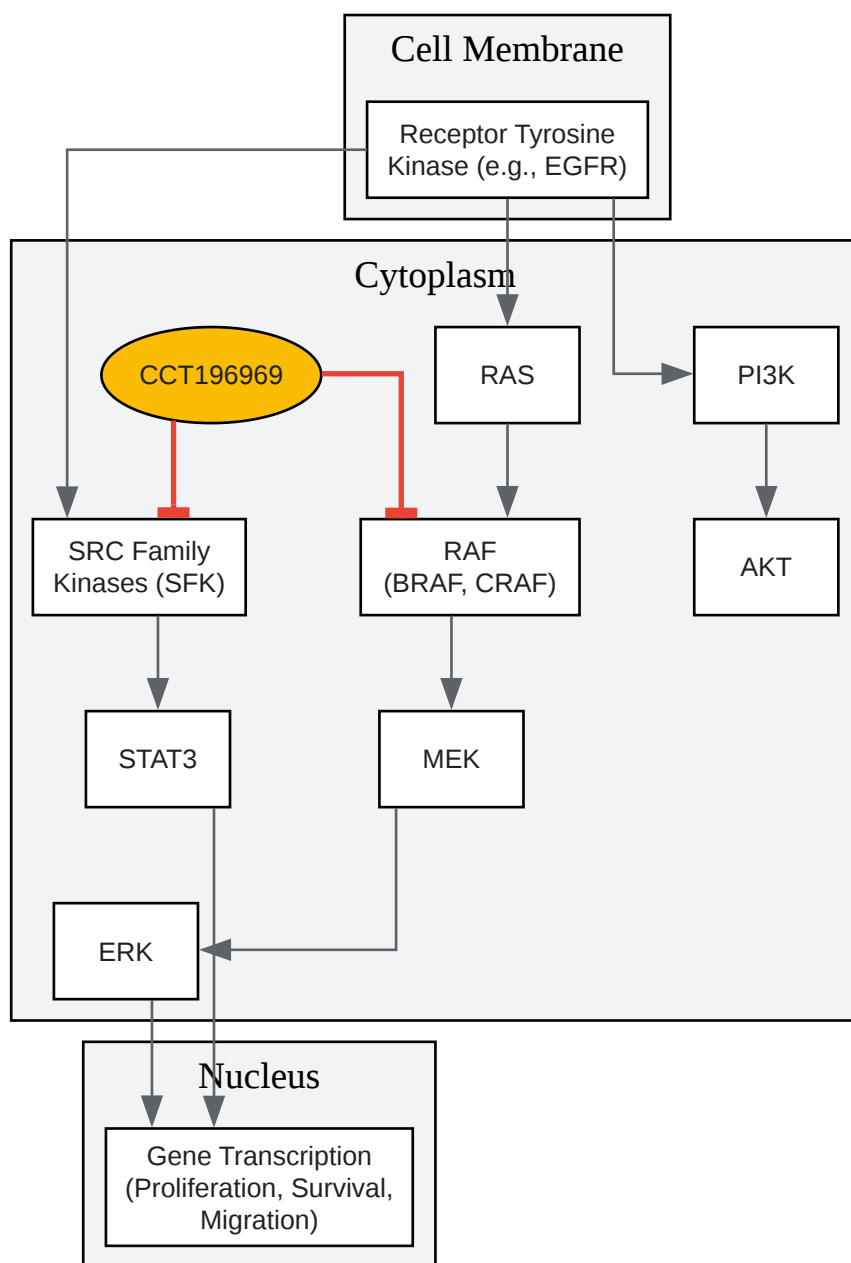 Cell Membrane
Receptor Tyrosine
Kinase (e.g., EGFR)
Cytoplasm
CCT196969
RAS
PI3K
SRC Family
Kinases (SFK)
RAF
(BRAF, CRAF)
AKT
STAT3
MEK
ERK
Nucleus
Gene Transcription
(Proliferation, Survival,
Migration)